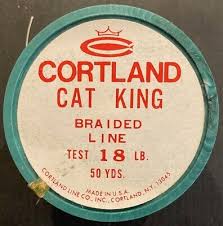 CORTLAND
CAT KING
BRAIDED
LINE
TEST 18 LB.
50 YDS.
MADE IN U.S.A.
CORTLAND LINE CO., INC., CORTLAND, N.Y. 13045